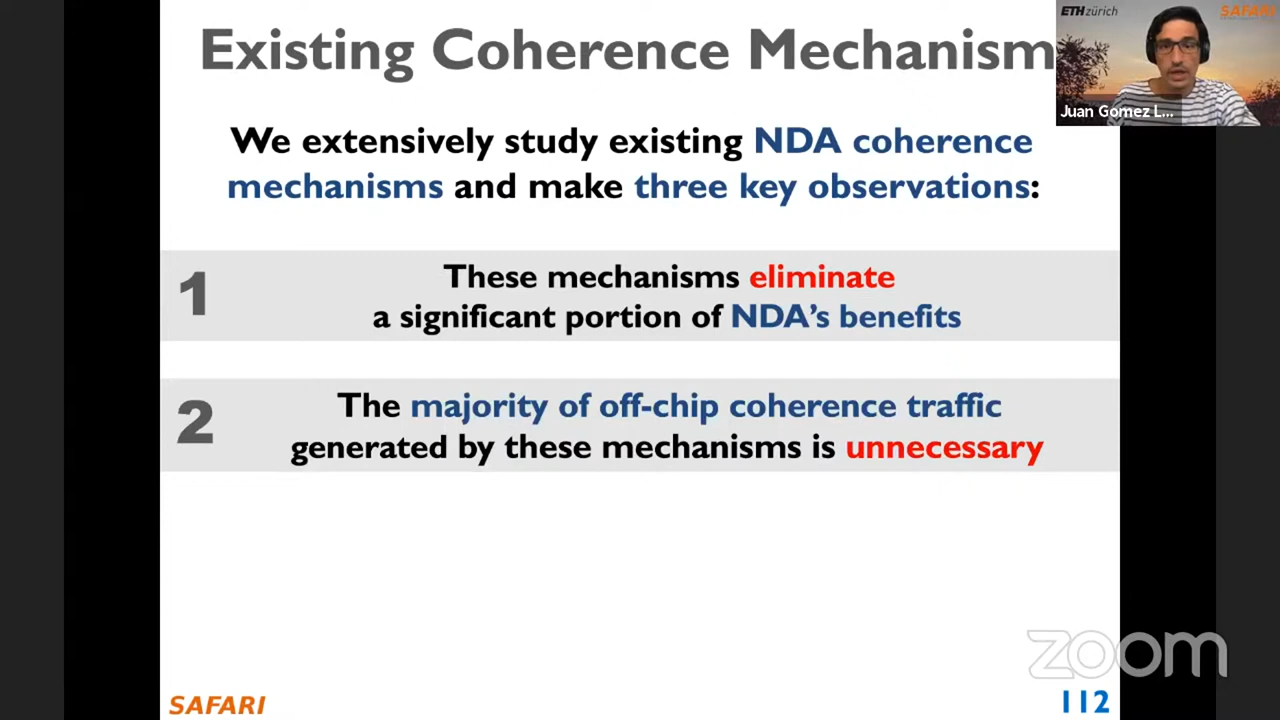 Existing Coherence Mechanism
ETH zürich
SAFARI
Juan Gomez L...
We extensively study existing NDA coherence
mechanisms and make three key observations:
1
These mechanisms eliminate
a significant portion of NDA's benefits
2
The majority of off-chip coherence traffic
generated by these mechanisms is unnecessary
zoom
SAFARI
112